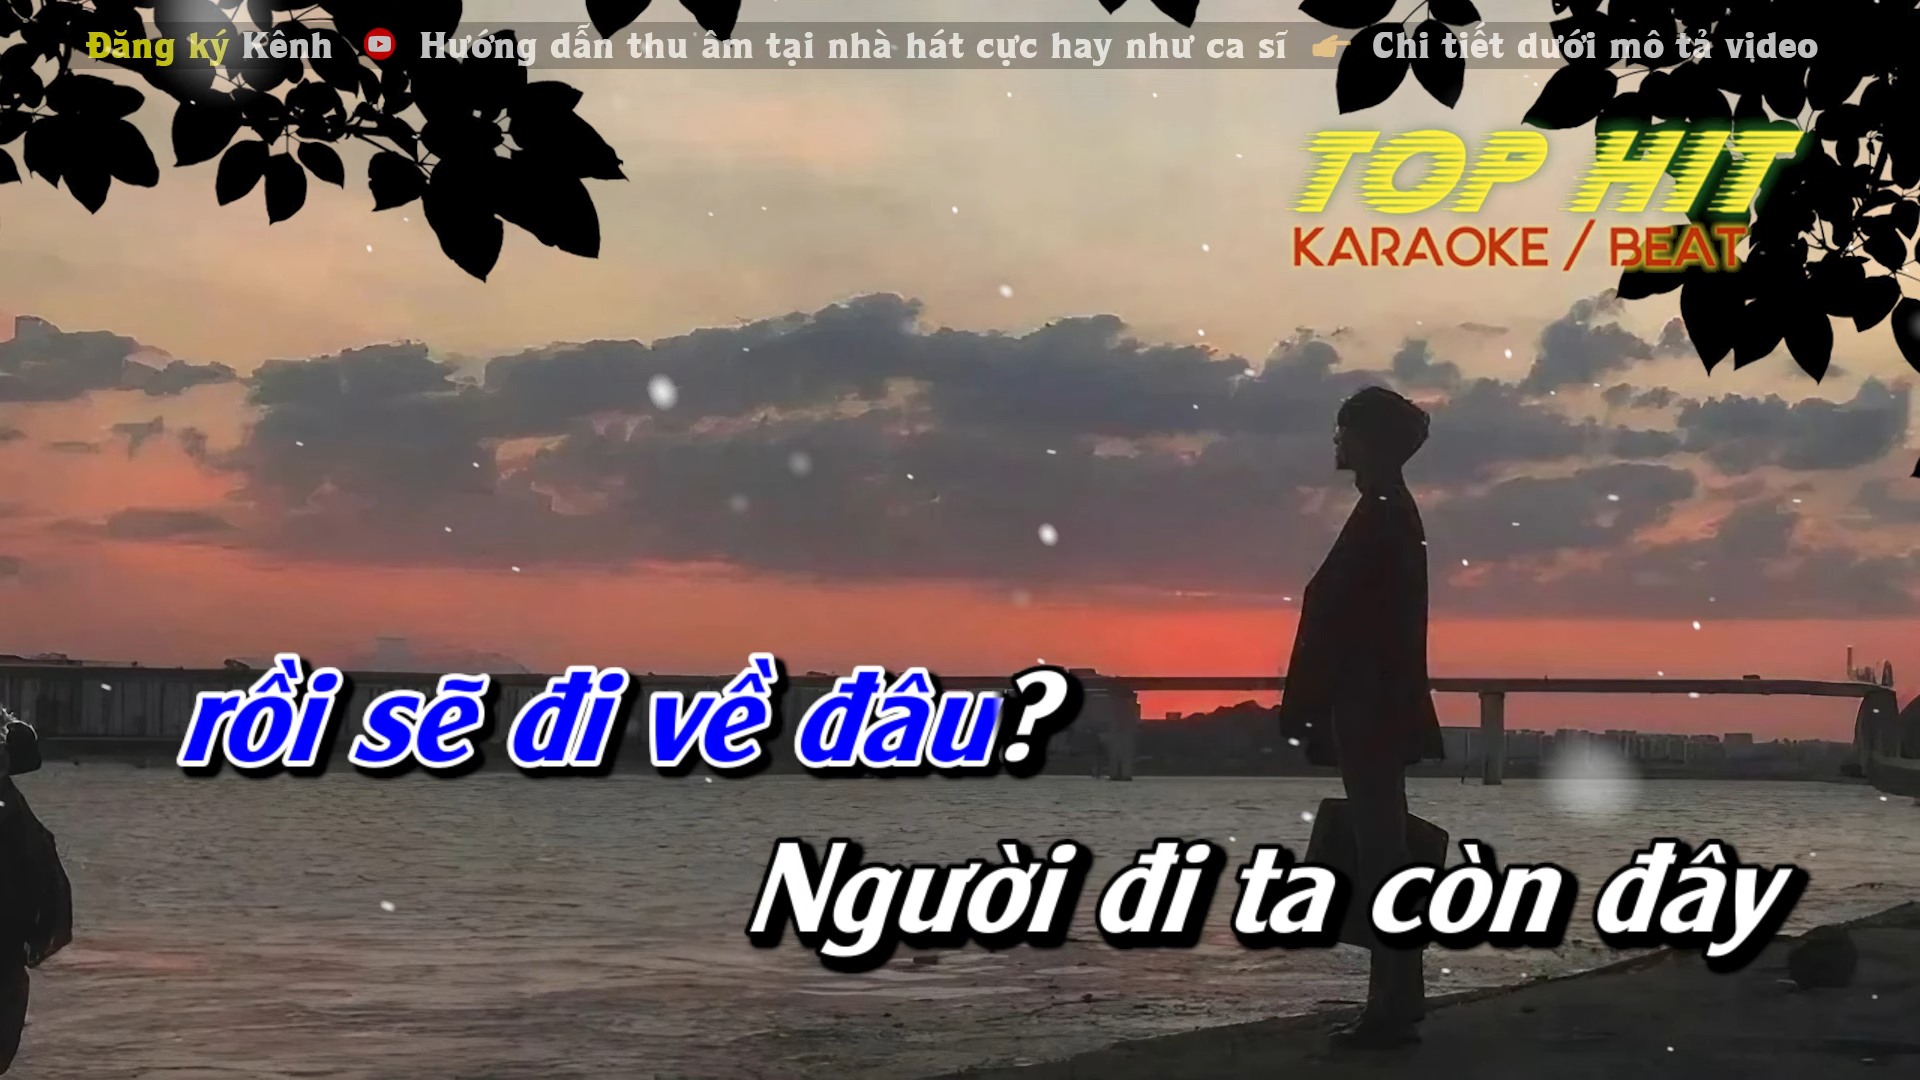 Đăng ký Kênh Hướng dẫn thu âm tại nhà hát cực hay như ca sĩ 👉 Chi tiết dưới mô tả video
TOP HIT
KARAOKE / BEAT
rồi sẽ đi về đâu?
Người đi ta còn đây